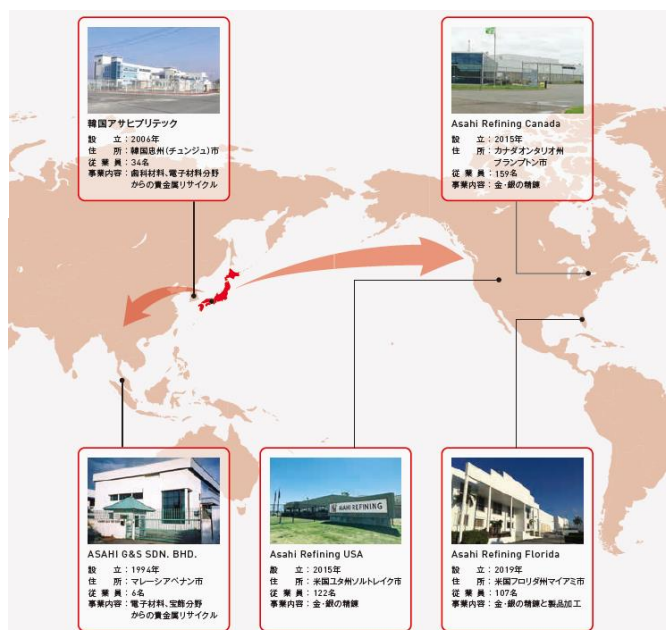 韓国アサヒプリテック
設立：2006年
住所：韓国忠州(チュンジュ)市
従業員：34名
事業内容：歯科材料、電子材料分野
からの貴金属リサイクル
Asahi Refining Canada
設立：2015年
住所：カナダオンタリオ州
ブランプトン市
従業員：159名
事業内容：金・銀の精錬
ASAHI G&S SDN. BHD.
設立：1994年
住所：マレーシアペナン市
従業員：6名
事業内容：電子材料、宝飾分野
からの貴金属リサイクル
ASAHI REFINING
Asahi Refining USA
設立：2015年
住所：米国ユタ州ソルトレイク市
従業員：122名
事業内容：金・銀の精錬
Asahi Refining Florida
設立：2019年
住所：米国フロリダ州マイアミ市
従業員：107名
事業内容：金・銀の精錬と製品加工